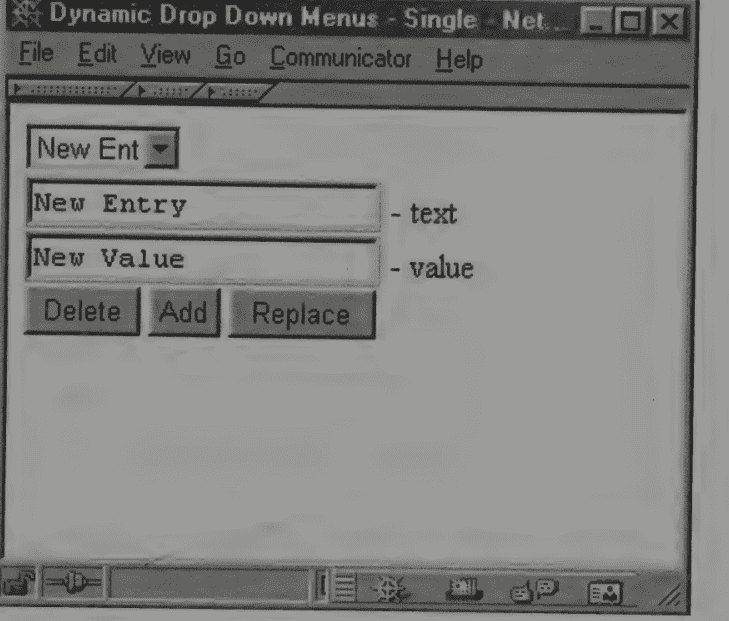 Dynamic Drop Down Menus - Single - Net...
File Edit View Go Communicator Help
New Ent
New Entry - text
New Value - value
Delete Add Replace